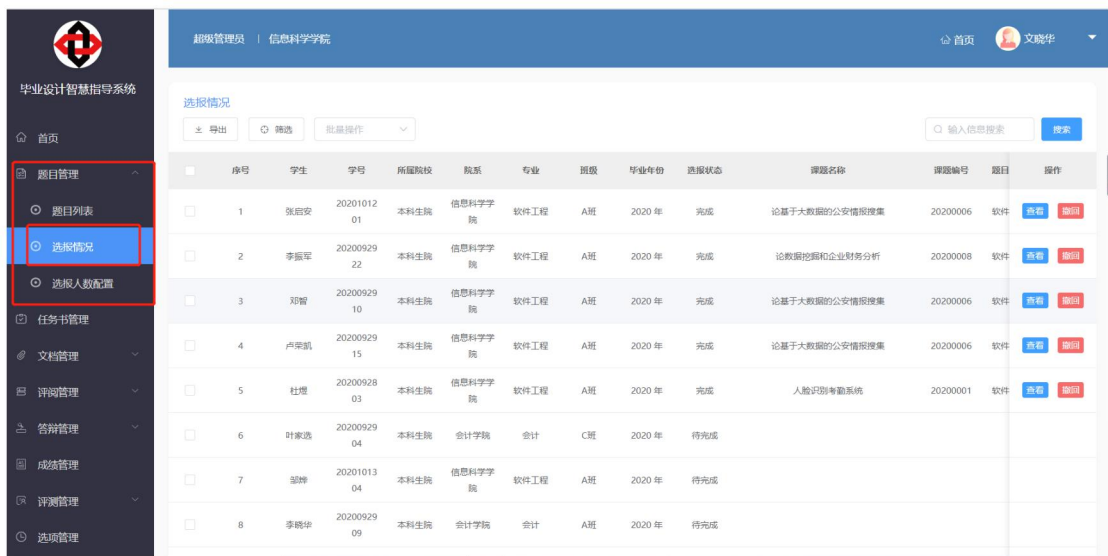 超级管理员 | 信息科学学院
首页
文晓华
毕业设计智慧指导系统
首页
题目管理
题目列表
选报情况
选报人数配置
任务书管理
文档管理
评阅管理
答辩管理
成绩管理
评测管理
选项管理
选报情况
导出 筛选 批量操作 输入信息搜索 搜索
序号 学生 学号 所属院校 院系 专业 班级 毕业年份 选报状态 课题名称 课题编号 题目 操作
1 张启安 2020101201 本科生院 信息科学学院 软件工程 A班 2020 年 完成 论基于大数据的公安情报搜集 20200006 软件 查看 撤回
2 李振军 2020092922 本科生院 信息科学学院 软件工程 A班 2020 年 完成 论数据挖掘和企业财务分析 20200008 软件 查看 撤回
3 邓智 2020092910 本科生院 信息科学学院 软件工程 A班 2020 年 完成 论基于大数据的公安情报搜集 20200006 软件 查看 撤回
4 卢荣凯 2020092915 本科生院 信息科学学院 软件工程 A班 2020 年 完成 论基于大数据的公安情报搜集 20200006 软件 查看 撤回
5 杜煜 2020092803 本科生院 信息科学学院 软件工程 A班 2020 年 完成 人脸识别考勤系统 20200001 软件 查看 撤回
6 叶家选 2020092904 本科生院 会计学院 会计 C班 2020 年 待完成
7 邹烨 2020101304 本科生院 信息科学学院 软件工程 A班 2020 年 待完成
8 李晓华 2020092909 本科生院 会计学院 会计 A班 2020 年 待完成